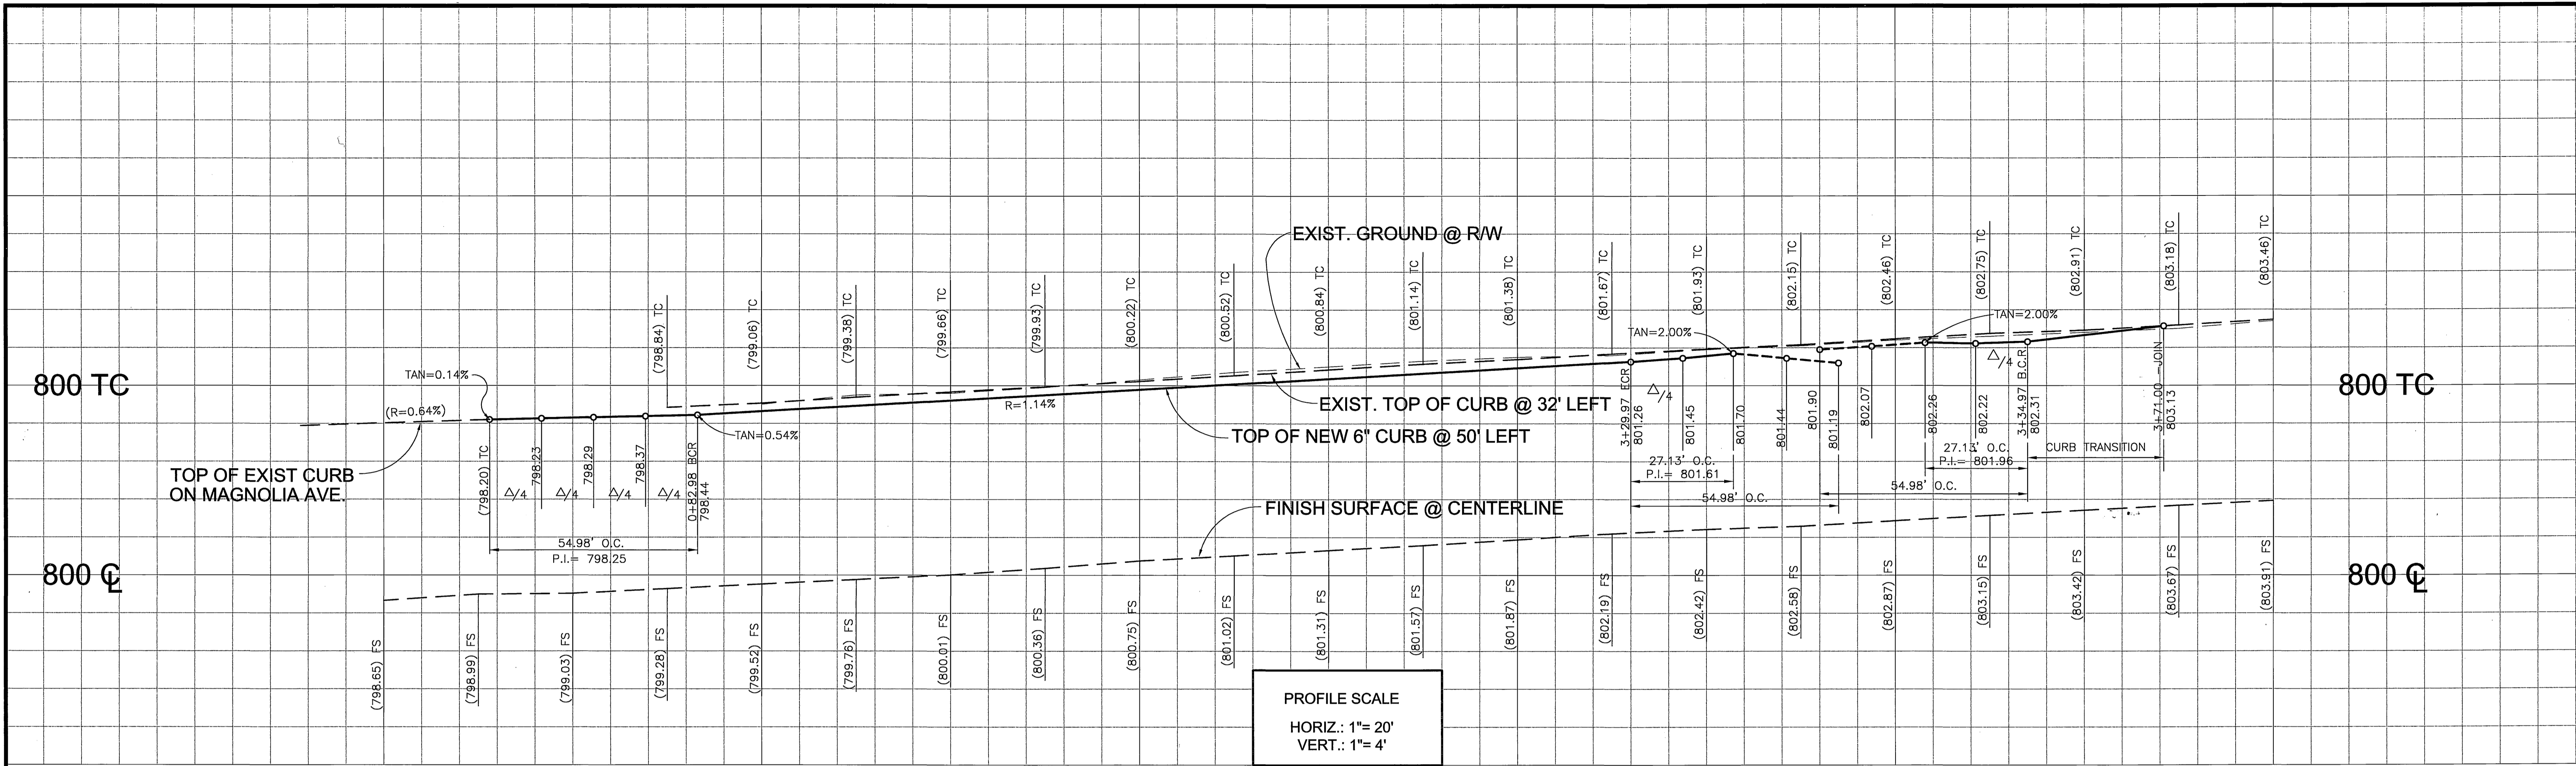 EXIST. GROUND @ R/W
(798.84) TC
(799.06) TC
(799.38) TC
(799.66) TC
(799.93) TC
(800.22) TC
(800.52) TC
(800.84) TC
(801.14) TC
(801.38) TC
(801.67) TC
(801.93) TC
(802.15) TC
(802.46) TC
(802.75) TC
(802.91) TC
(803.18) TC
(803.46) TC
TAN=2.00%
TAN=2.00%
800 TC
TAN=0.14%
(R=0.64%)
R=1.14%
EXIST. TOP OF CURB @ 32' LEFT
TAN=0.54%
TOP OF NEW 6" CURB @ 50' LEFT
800 TC
TOP OF EXIST CURB
ON MAGNOLIA AVE.
(798.20) TC
798.23
798.29
798.37
0+82.98 BCR
798.44
Δ/4
Δ/4
Δ/4
Δ/4
54.98' O.C.
P.I.= 798.25
3+29.97 ECR
801.26
Δ/4
801.45
801.70
801.44
801.90
801.19
802.07
802.26
802.22
Δ/4
3+34.97 B.C.R.
802.31
3+71.00 -JOIN
803.13
27.13' O.C.
P.I.= 801.61
54.98' O.C.
27.13' O.C.
P.I.= 801.96
CURB TRANSITION
54.98' O.C.
FINISH SURFACE @ CENTERLINE
800 ℄
800 ℄
(798.65) FS
(798.99) FS
(799.03) FS
(799.28) FS
(799.52) FS
(799.76) FS
(800.01) FS
(800.36) FS
(800.75) FS
(801.02) FS
(801.31) FS
(801.57) FS
(801.87) FS
(802.19) FS
(802.42) FS
(802.58) FS
(802.87) FS
(803.15) FS
(803.42) FS
(803.67) FS
(803.91) FS
PROFILE SCALE
HORIZ.: 1"= 20'
VERT.: 1"= 4'